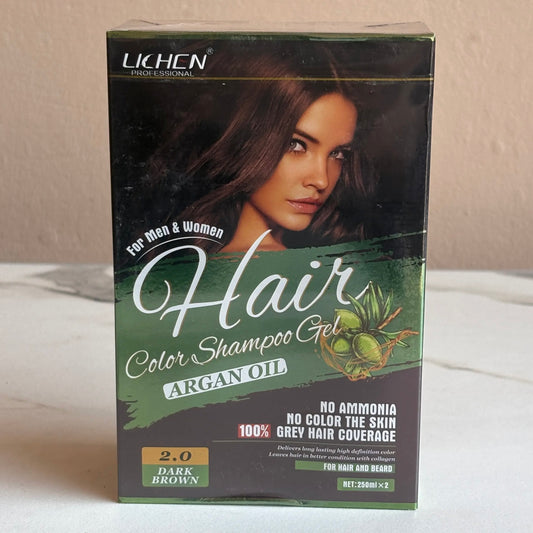 LICHEN®
PROFESSIONAL
For Men & Women
Hair
Color Shampoo Gel
ARGAN OIL
NO AMMONIA
NO COLOR THE SKIN
100% GREY HAIR COVERAGE
Delivers long lasting high definition color
Leaves hair in better condition with collagen
FOR HAIR AND BEARD
NET:250ml×2
2.0
DARK
BROWN